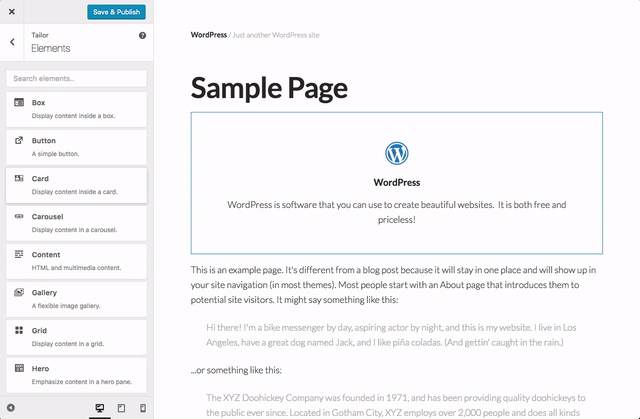 Save & Publish
Tailor
Elements
Search elements..
Box
Display content inside a box.
Button
A simple button.
Card
Display content inside a card.
Carousel
Display content in a carousel.
Content
HTML and multimedia content.
Gallery
A flexible image gallery.
Grid
Display content in a grid.
Hero
Emphasize content in a hero pane.
WordPress / Just another WordPress site
Sample Page
WordPress
WordPress is software that you can use to create beautiful websites. It is both free and
priceless!
This is an example page. It's different from a blog post because it will stay in one place and will show up in
your site navigation (in most themes). Most people start with an About page that introduces them to
potential site visitors. It might say something like this:
Hi there! I'm a bike messenger by day, aspiring actor by night, and this is my website. I live in Los
Angeles, have a great dog named Jack, and I like piña coladas. (And gettin' caught in the rain.)
...or something like this:
The XYZ Doohickey Company was founded in 1971, and has been providing quality doohickeys to
the public ever since. Located in Gotham City, XYZ employs over 2,000 people and does all kinds